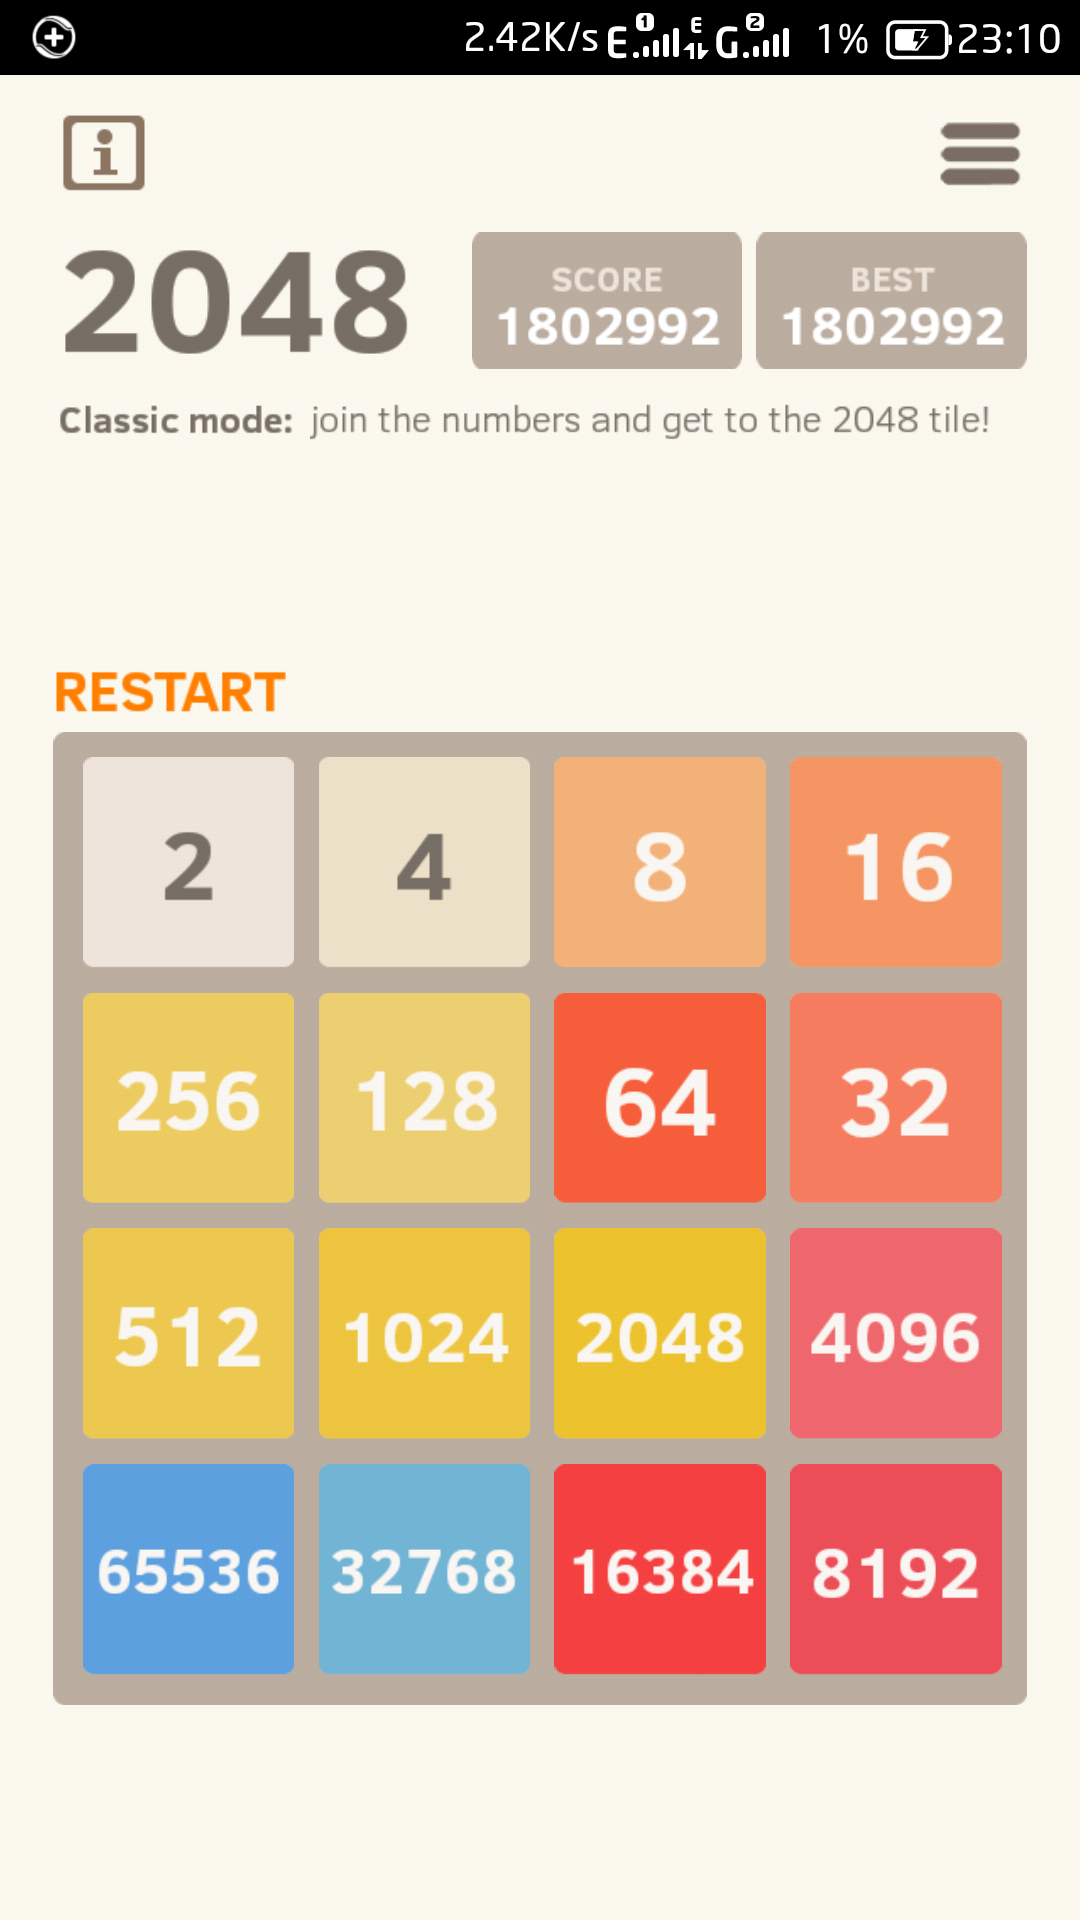 2.42K/s E 1 E G 2 1% 23:10
i
2048
SCORE BEST
1802992 1802992
Classic mode: join the numbers and get to the 2048 tile!
RESTART
2 4 8 16
256 128 64 32
512 1024 2048 4096
65536 32768 16384 8192